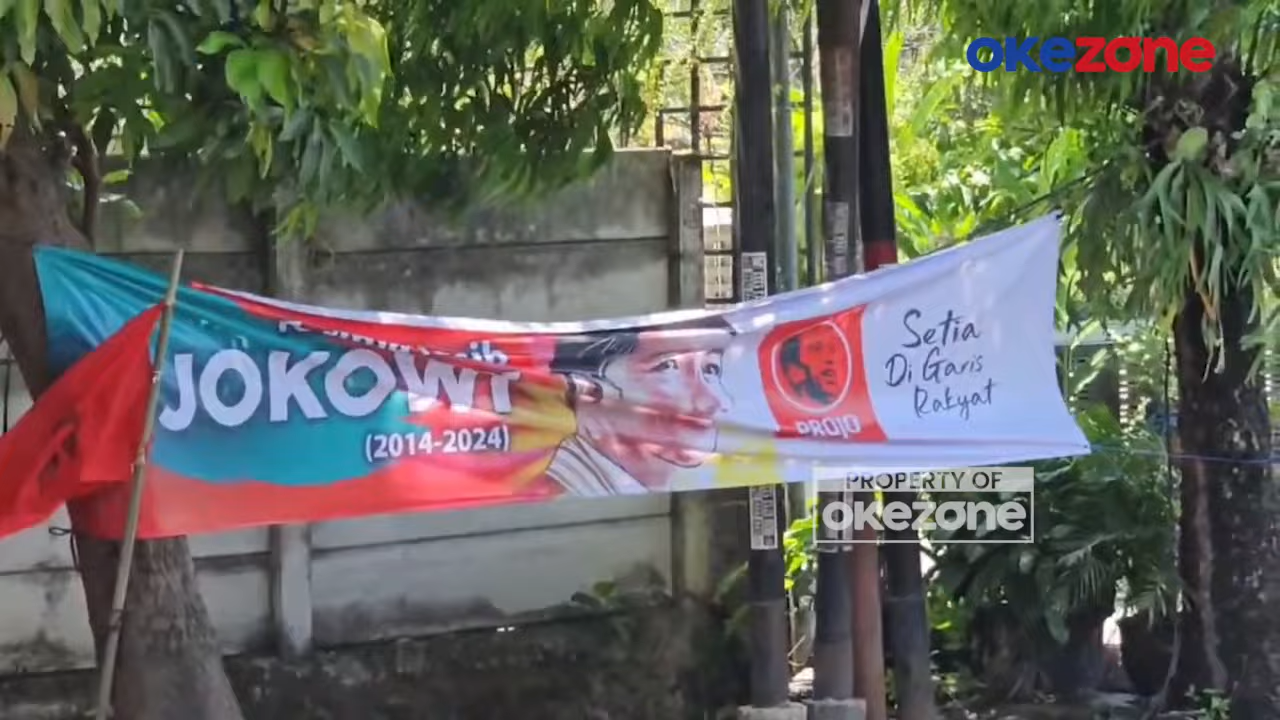 okezone
JOKOWI
(2014-2024)
PROJO
Setia
Di Garis
Rakyat
PROPERTY OF
okezone